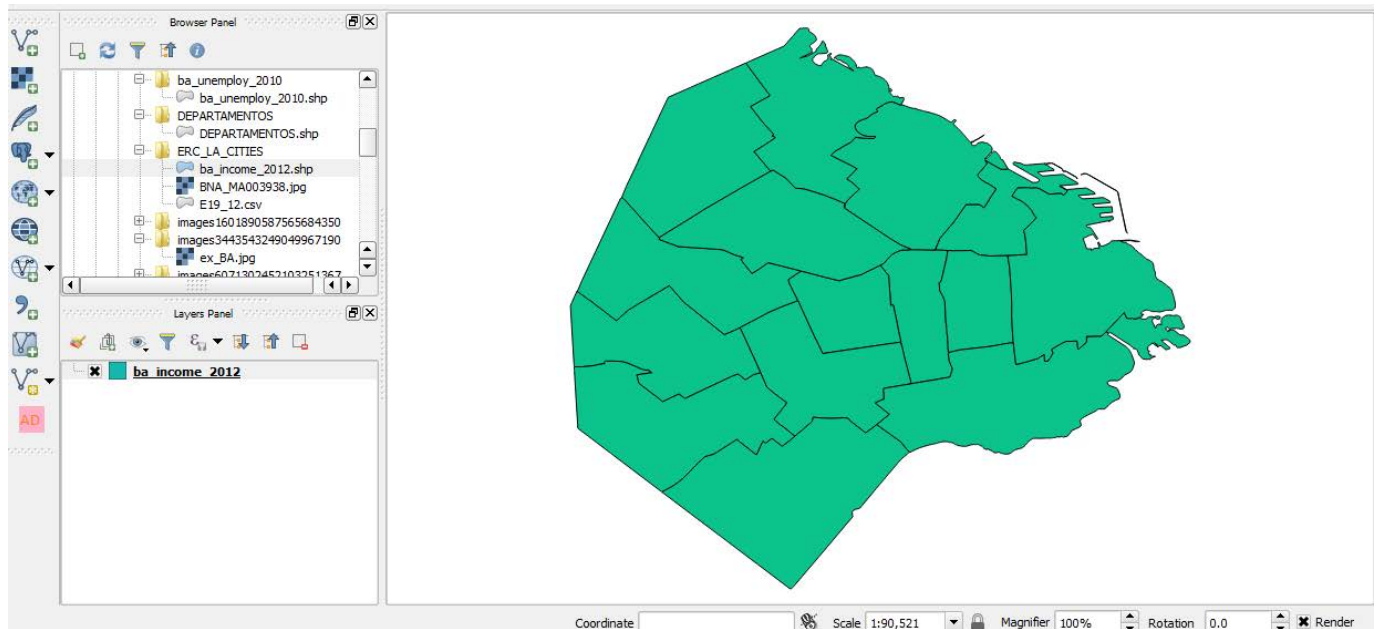 Browser Panel
ba_unemploy_2010
ba_unemploy_2010.shp
DEPARTAMENTOS
DEPARTAMENTOS.shp
ERC_LA_CITIES
ba_income_2012.shp
BNA_MA003938.jpg
E19_12.csv
images1601890587565684350
images3443543249049967190
ex_BA.jpg
images6071302452103251367
Layers Panel
ba_income_2012
AD
Coordinate Scale 1:90,521 Magnifier 100% Rotation 0.0 Render